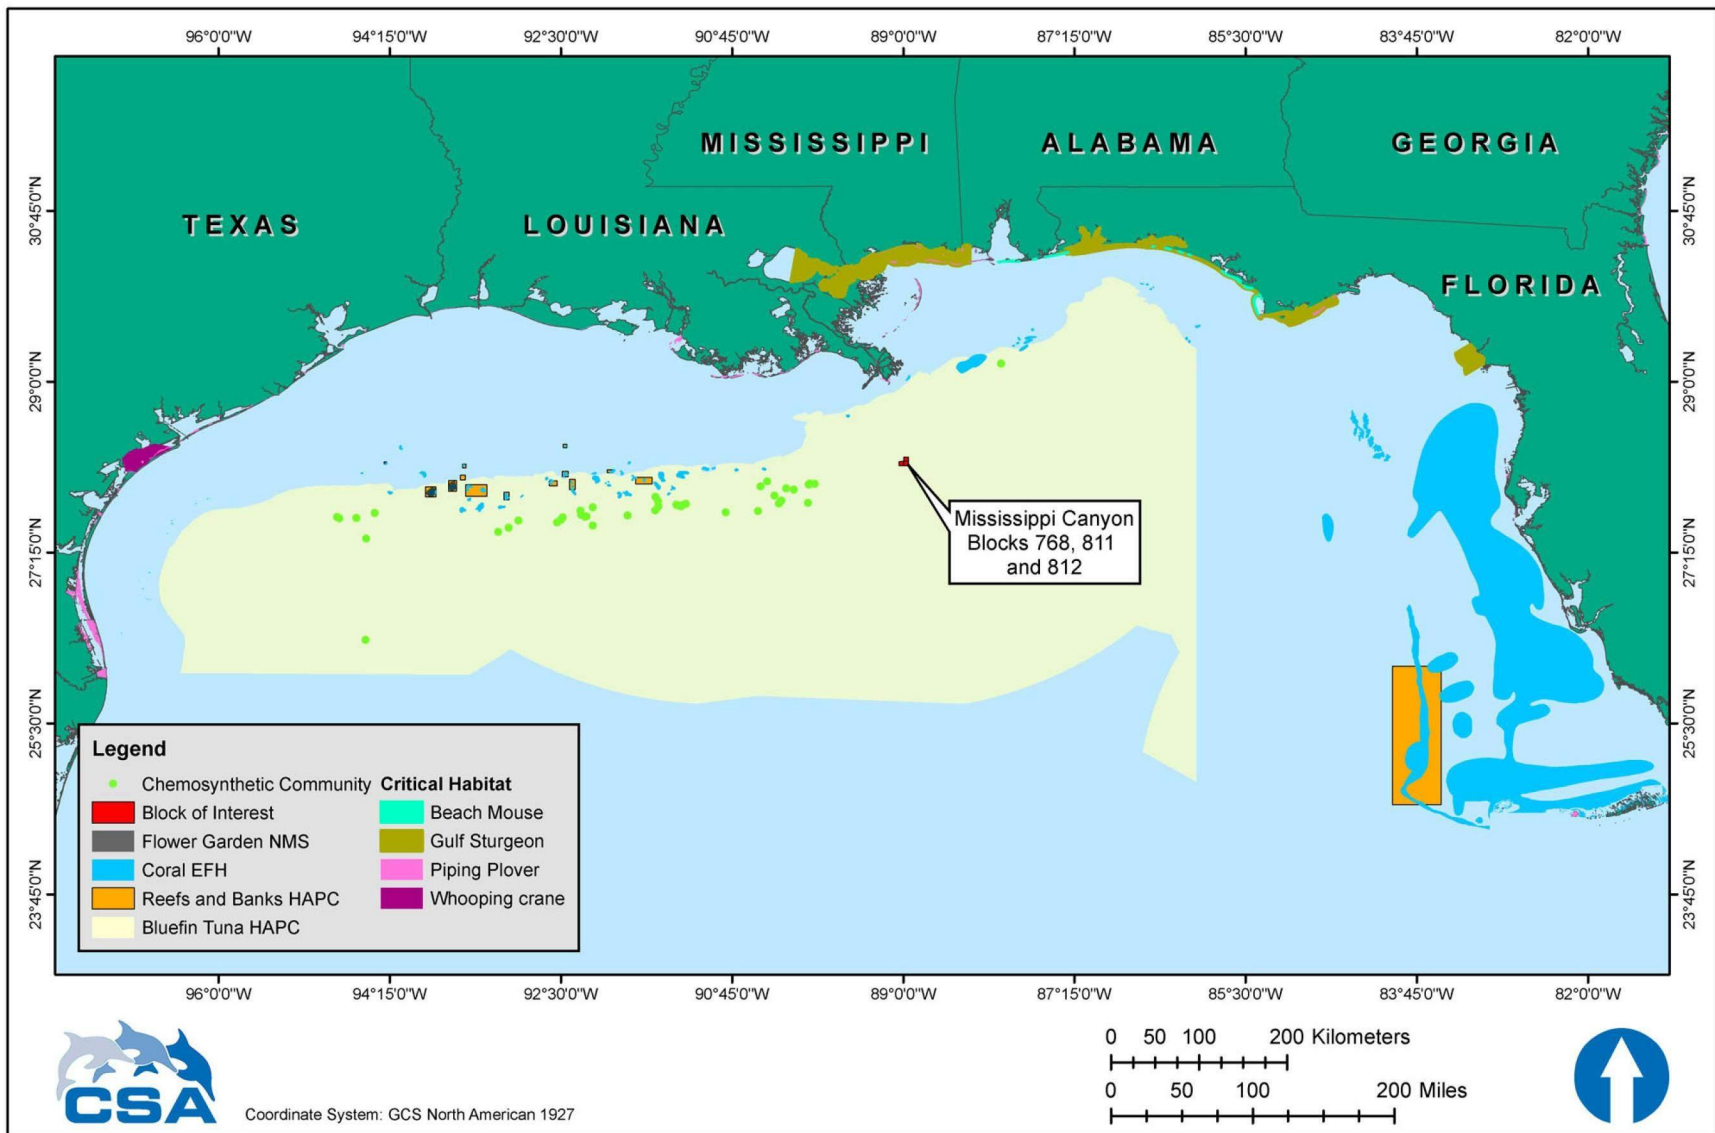 96°0'0"W 94°15'0"W 92°30'0"W 90°45'0"W 89°0'0"W 87°15'0"W 85°30'0"W 83°45'0"W 82°0'0"W
30°45'0"N
29°0'0"N
27°15'0"N
25°30'0"N
30°45'0"N
29°0'0"N
27°15'0"N
25°30'0"N
23°45'0"N
23°45'0"N
MISSISSIPPI
ALABAMA
GEORGIA
TEXAS
LOUISIANA
FLORIDA
Mississippi Canyon
Blocks 768, 811
and 812
Legend
Chemosynthetic Community
Block of Interest
Flower Garden NMS
Coral EFH
Reefs and Banks HAPC
Bluefin Tuna HAPC
Critical Habitat
Beach Mouse
Gulf Sturgeon
Piping Plover
Whooping crane
96°0'0"W 94°15'0"W 92°30'0"W 90°45'0"W 89°0'0"W 87°15'0"W 85°30'0"W 83°45'0"W 82°0'0"W
CSA
Coordinate System: GCS North American 1927
0 50 100 200 Kilometers
0 50 100 200 Miles